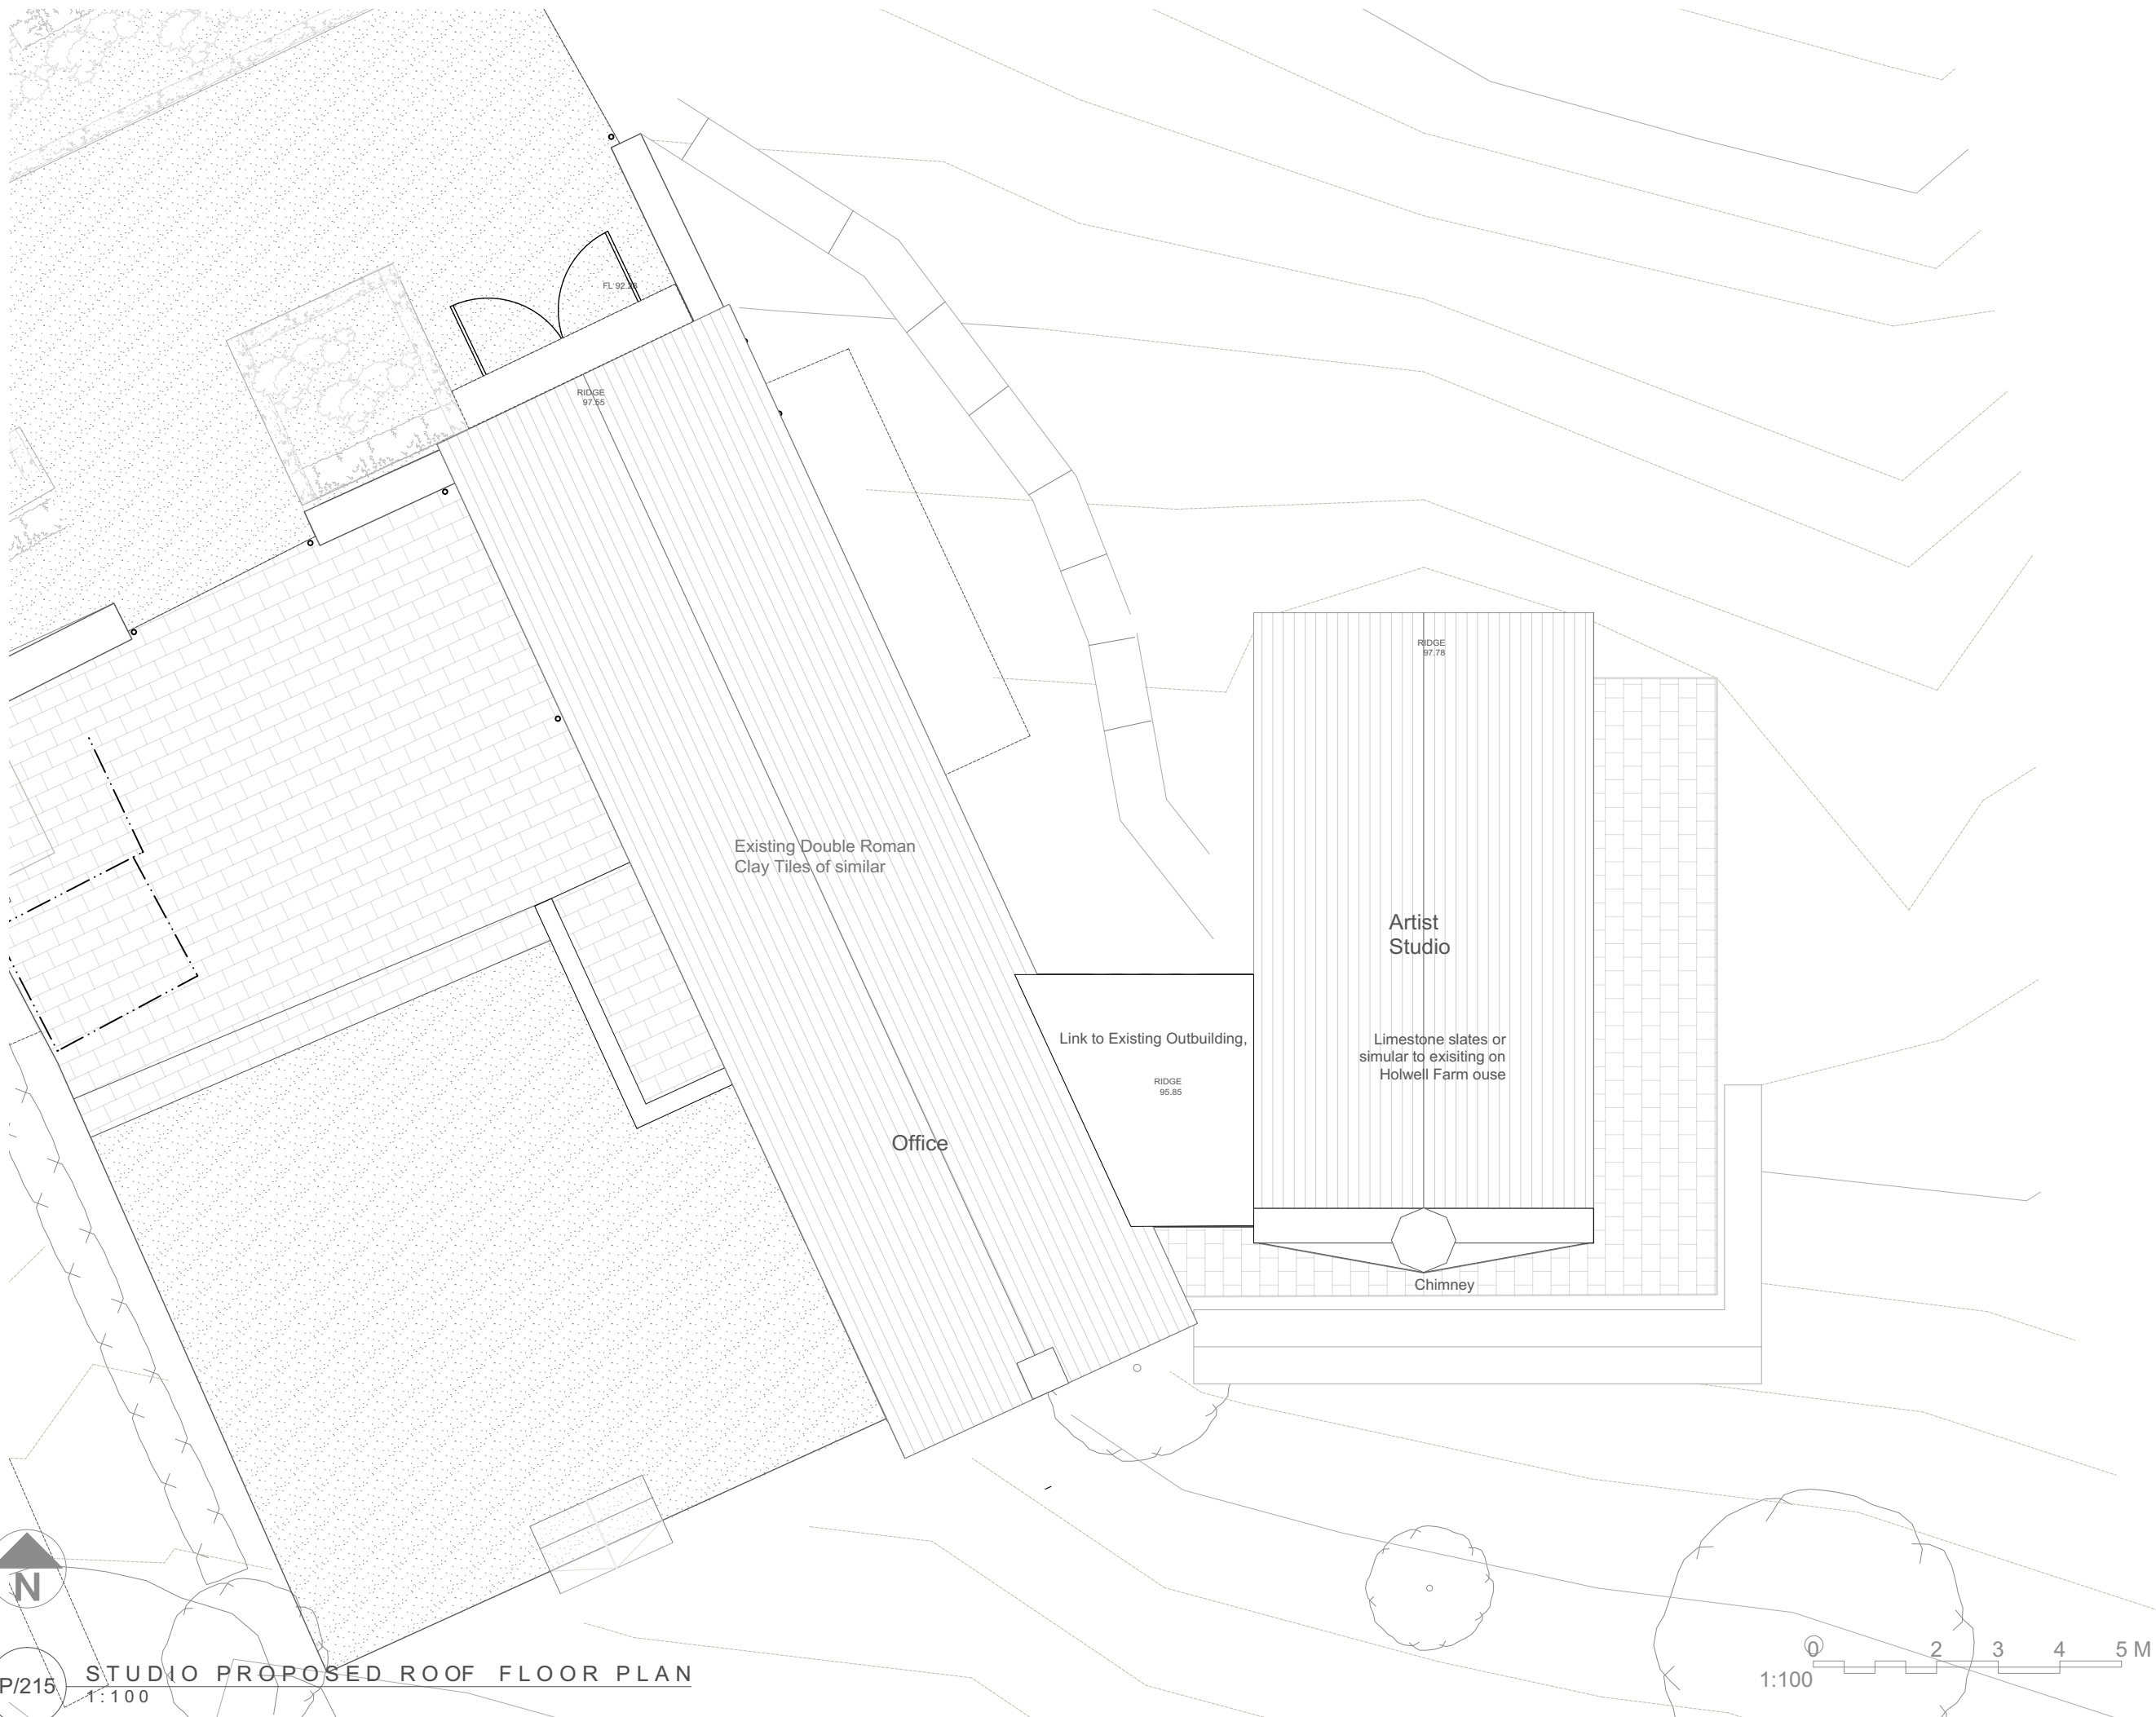 FL 92.28
RIDGE
97.55
RIDGE
97.78
Existing Double Roman
Clay Tiles of similar
Artist
Studio
Link to Existing Outbuilding,
Limestone slates or
simular to exisiting on
Holwell Farm ouse
RIDGE
95.85
Office
Chimney
N
P/215
STUDIO PROPOSED ROOF FLOOR PLAN
1:100
0 2 3 4 5 M
1:100